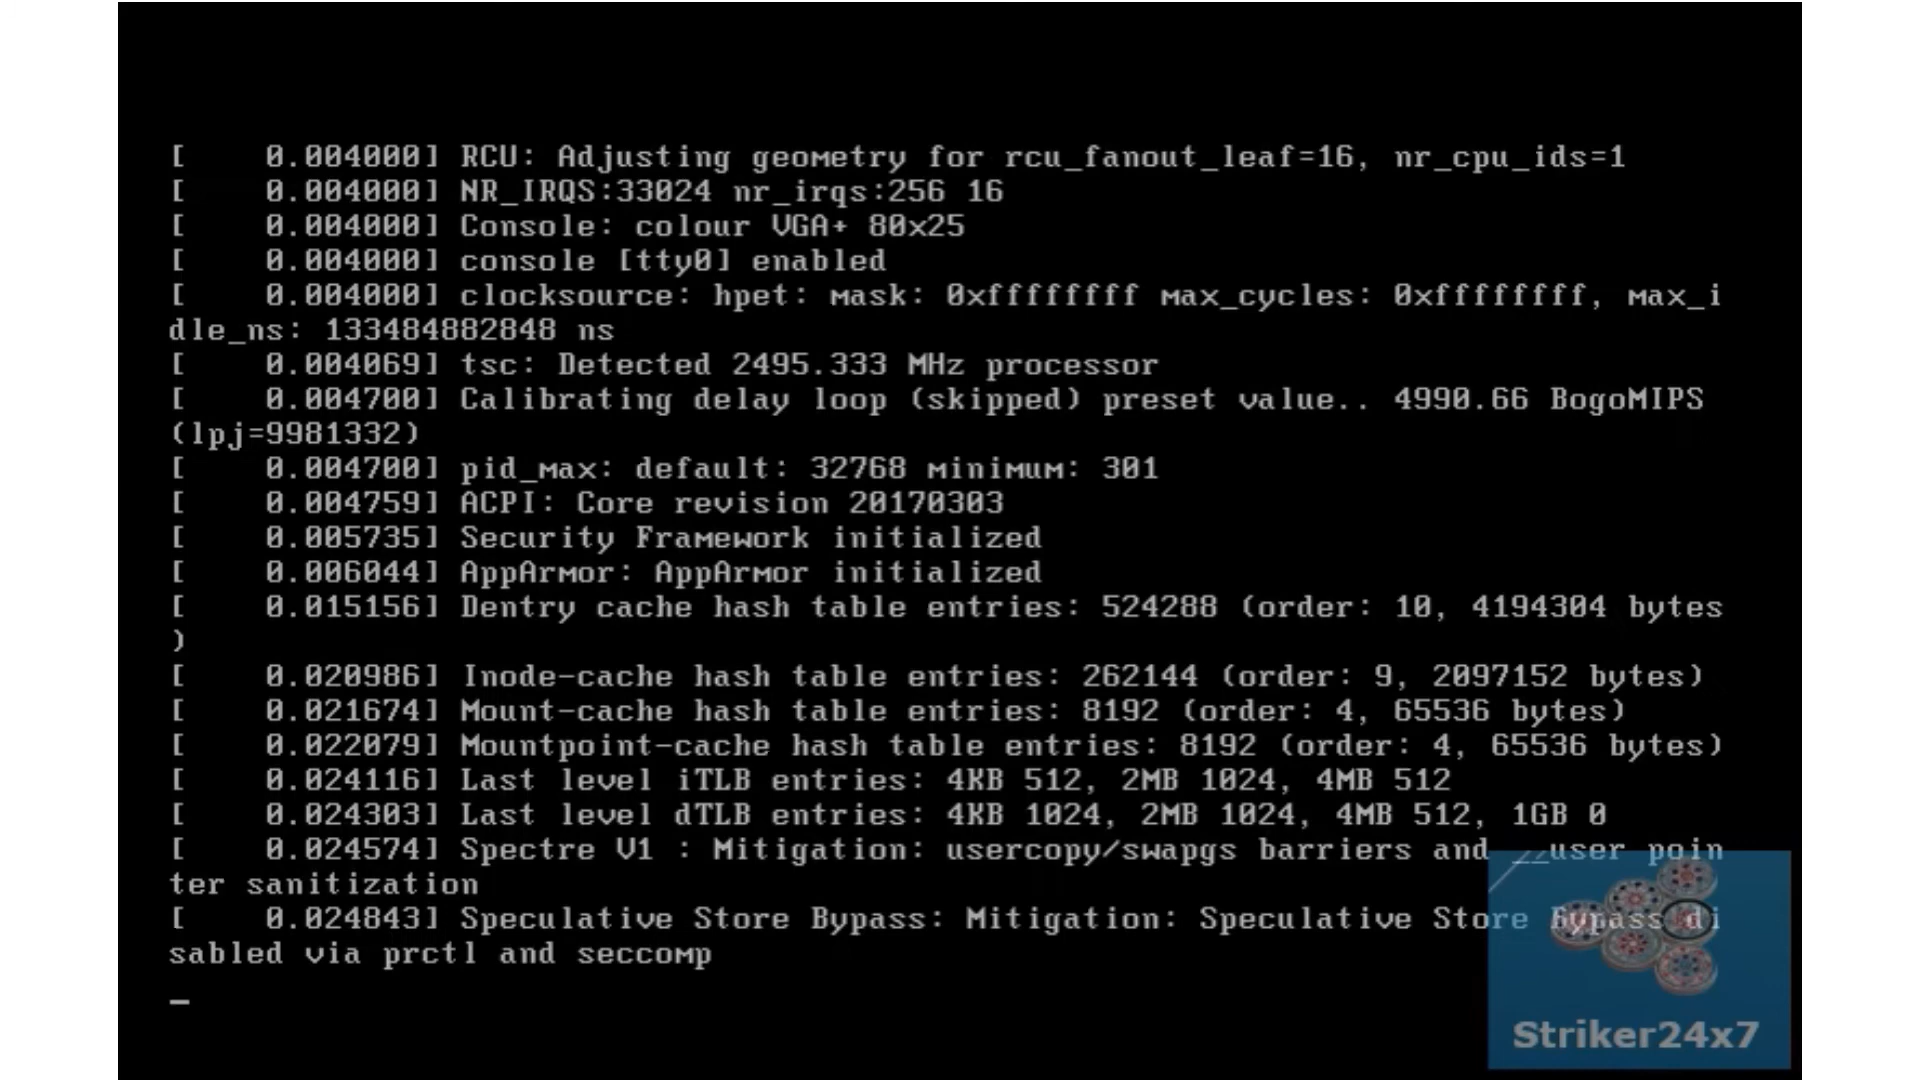 [    0.004000] RCU: Adjusting geometry for rcu_fanout_leaf=16, nr_cpu_ids=1
[    0.004000] NR_IRQS:33024 nr_irqs:256 16
[    0.004000] Console: colour VGA+ 80x25
[    0.004000] console [tty0] enabled
[    0.004000] clocksource: hpet: mask: 0xffffffff max_cycles: 0xffffffff, max_i
dle_ns: 133484882848 ns
[    0.004069] tsc: Detected 2495.333 MHz processor
[    0.004700] Calibrating delay loop (skipped) preset value.. 4990.66 BogoMIPS
(lpj=9981332)
[    0.004700] pid_max: default: 32768 minimum: 301
[    0.004759] ACPI: Core revision 20170303
[    0.005735] Security Framework initialized
[    0.006044] AppArmor: AppArmor initialized
[    0.015156] Dentry cache hash table entries: 524288 (order: 10, 4194304 bytes
)
[    0.020986] Inode-cache hash table entries: 262144 (order: 9, 2097152 bytes)
[    0.021674] Mount-cache hash table entries: 8192 (order: 4, 65536 bytes)
[    0.022079] Mountpoint-cache hash table entries: 8192 (order: 4, 65536 bytes)
[    0.024116] Last level iTLB entries: 4KB 512, 2MB 1024, 4MB 512
[    0.024303] Last level dTLB entries: 4KB 1024, 2MB 1024, 4MB 512, 1GB 0
[    0.024574] Spectre V1 : Mitigation: usercopy/swapgs barriers and __user poin
ter sanitization
[    0.024843] Speculative Store Bypass: Mitigation: Speculative Store Bypass di
sabled via prctl and seccomp
_
Striker24x7